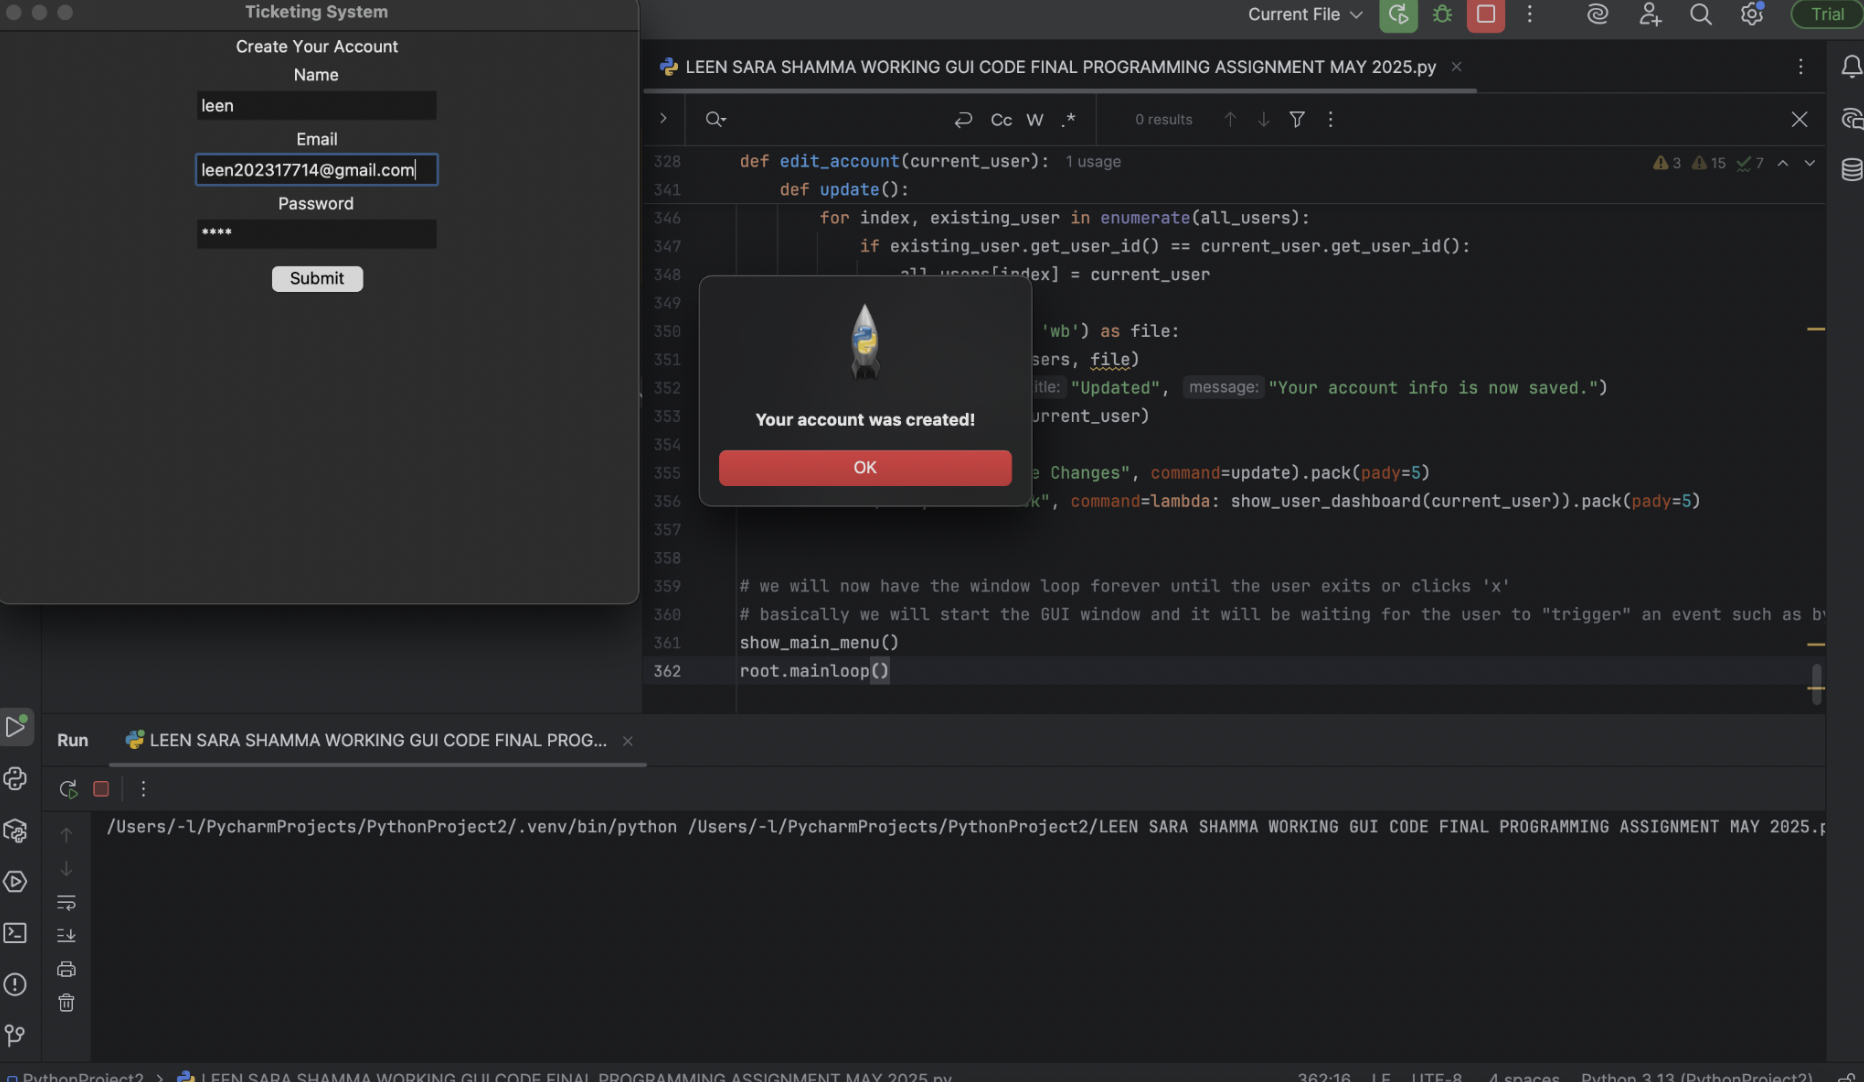 Ticketing System
Create Your Account
Name
leen
Email
leen202317714@gmail.com
Password
****
Submit
Current File
Trial
LEEN SARA SHAMMA WORKING GUI CODE FINAL PROGRAMMING ASSIGNMENT MAY 2025.py
Cc W .* 0 results
3 15 7
328 def edit_account(current_user): 1 usage
341 def update():
346 for index, existing_user in enumerate(all_users):
347 if existing_user.get_user_id() == current_user.get_user_id():
348 all_users[index] = current_user
349
350 'wb') as file:
351 sers, file)
352 itle: "Updated", message: "Your account info is now saved.")
353 urrent_user)
354
355 e Changes", command=update).pack(pady=5)
356 k", command=lambda: show_user_dashboard(current_user)).pack(pady=5)
357
358
359 # we will now have the window loop forever until the user exits or clicks 'x'
360 # basically we will start the GUI window and it will be waiting for the user to "trigger" an event such as by
361 show_main_menu()
362 root.mainloop()
Your account was created!
OK
Run LEEN SARA SHAMMA WORKING GUI CODE FINAL PROG...
/Users/-l/PycharmProjects/PythonProject2/.venv/bin/python /Users/-l/PycharmProjects/PythonProject2/LEEN SARA SHAMMA WORKING GUI CODE FINAL PROGRAMMING ASSIGNMENT MAY 2025.p
PythonProject2 > LEEN SARA SHAMMA WORKING GUI CODE FINAL PROGRAMMING ASSIGNMENT MAY 2025.py 362:16 LF UTF-8 4 spaces Python 3.13 (PythonProject2)